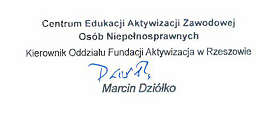 Centrum Edukacji Aktywizacji Zawodowej
Osób Niepełnosprawnych
Kierownik Oddziału Fundacji Aktywizacja w Rzeszowie
Marcin Dziółko